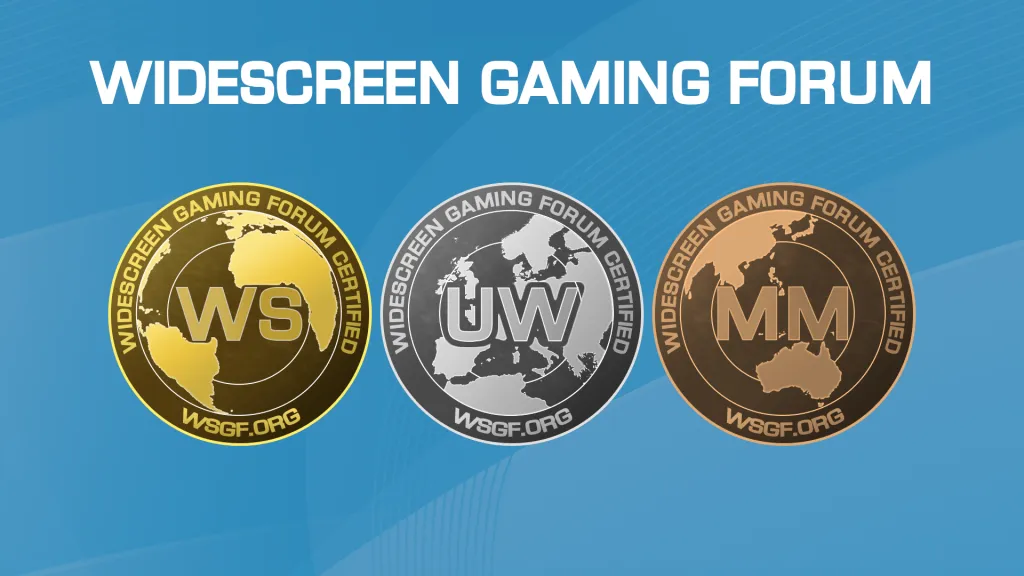 WIDESCREEN GAMING FORUM
WIDESCREEN GAMING FORUM CERTIFIED
WS
WSGF.ORG
WIDESCREEN GAMING FORUM CERTIFIED
UW
WSGF.ORG
WIDESCREEN GAMING FORUM CERTIFIED
MM
WSGF.ORG